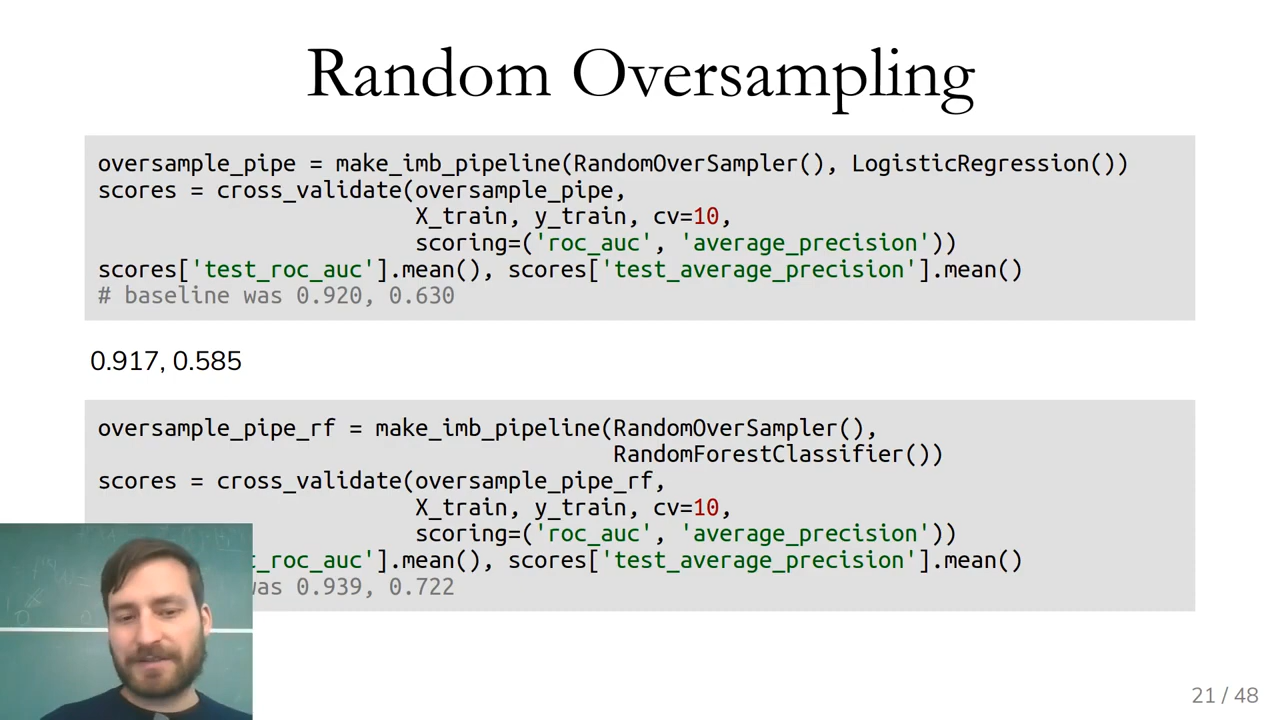 Random Oversampling
oversample_pipe = make_imb_pipeline(RandomOverSampler(), LogisticRegression())
scores = cross_validate(oversample_pipe,
X_train, y_train, cv=10,
scoring=('roc_auc', 'average_precision'))
scores['test_roc_auc'].mean(), scores['test_average_precision'].mean()
# baseline was 0.920, 0.630
0.917, 0.585
oversample_pipe_rf = make_imb_pipeline(RandomOverSampler(),
RandomForestClassifier())
scores = cross_validate(oversample_pipe_rf,
X_train, y_train, cv=10,
scoring=('roc_auc', 'average_precision'))
t_roc_auc'].mean(), scores['test_average_precision'].mean()
was 0.939, 0.722
21 / 48